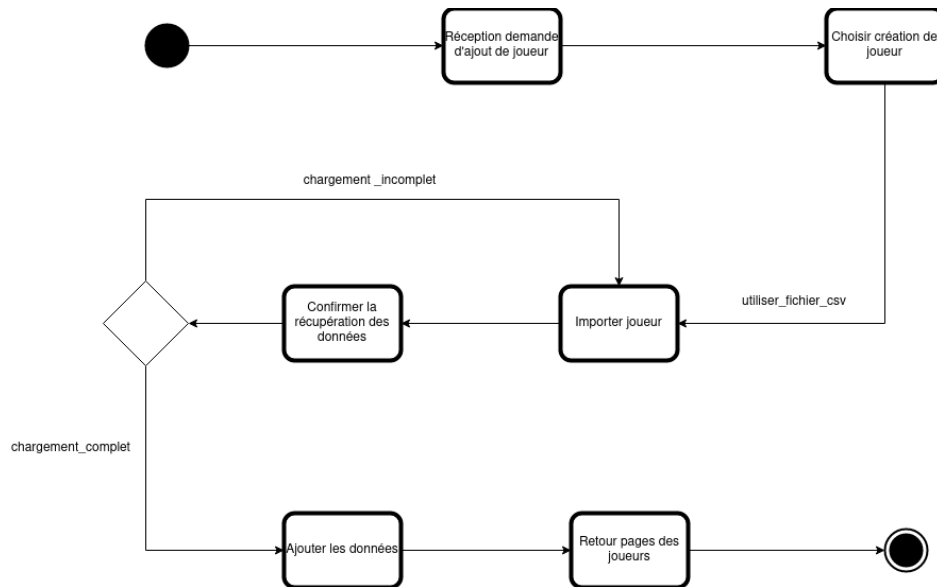 Réception demande
d'ajout de joueur
Choisir création de
joueur
chargement _incomplet
utiliser_fichier_csv
Confirmer la
récupération des
données
Importer joueur
chargement_complet
Ajouter les données
Retour pages des
joueurs